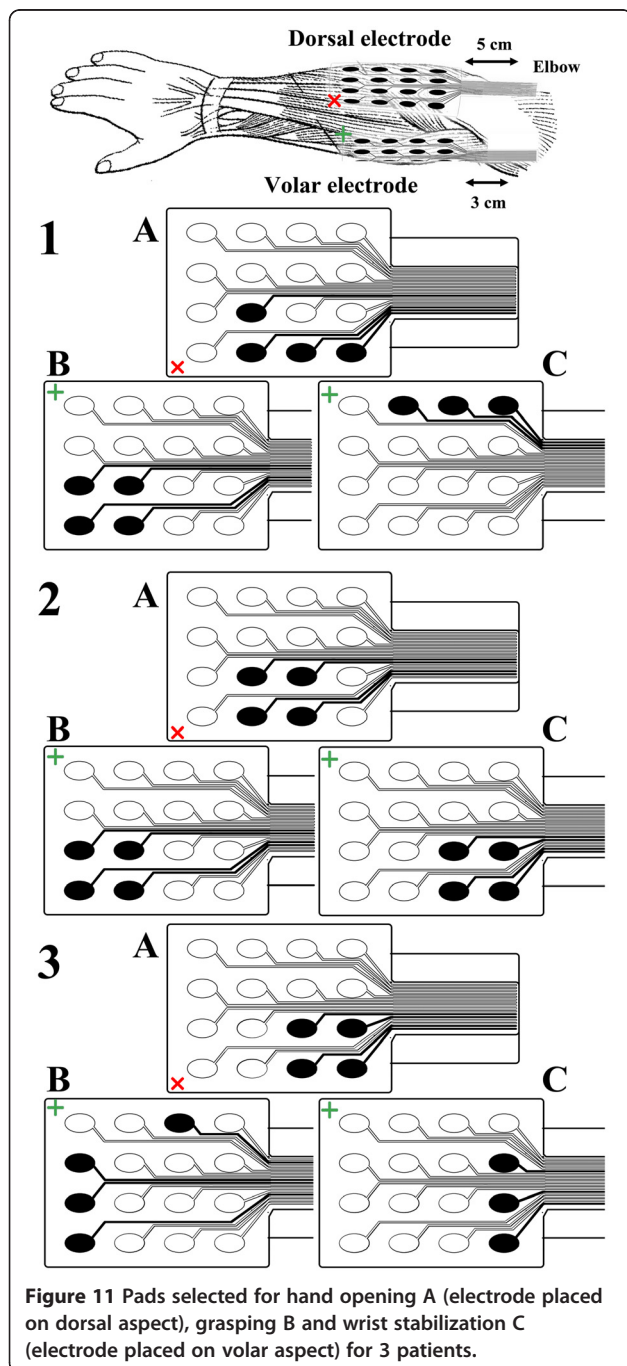 Dorsal electrode
5 cm
Elbow
Volar electrode
3 cm
1
A
B
C
2
A
B
C
3
A
B
C
Figure 11 Pads selected for hand opening A (electrode placed
on dorsal aspect), grasping B and wrist stabilization C
(electrode placed on volar aspect) for 3 patients.